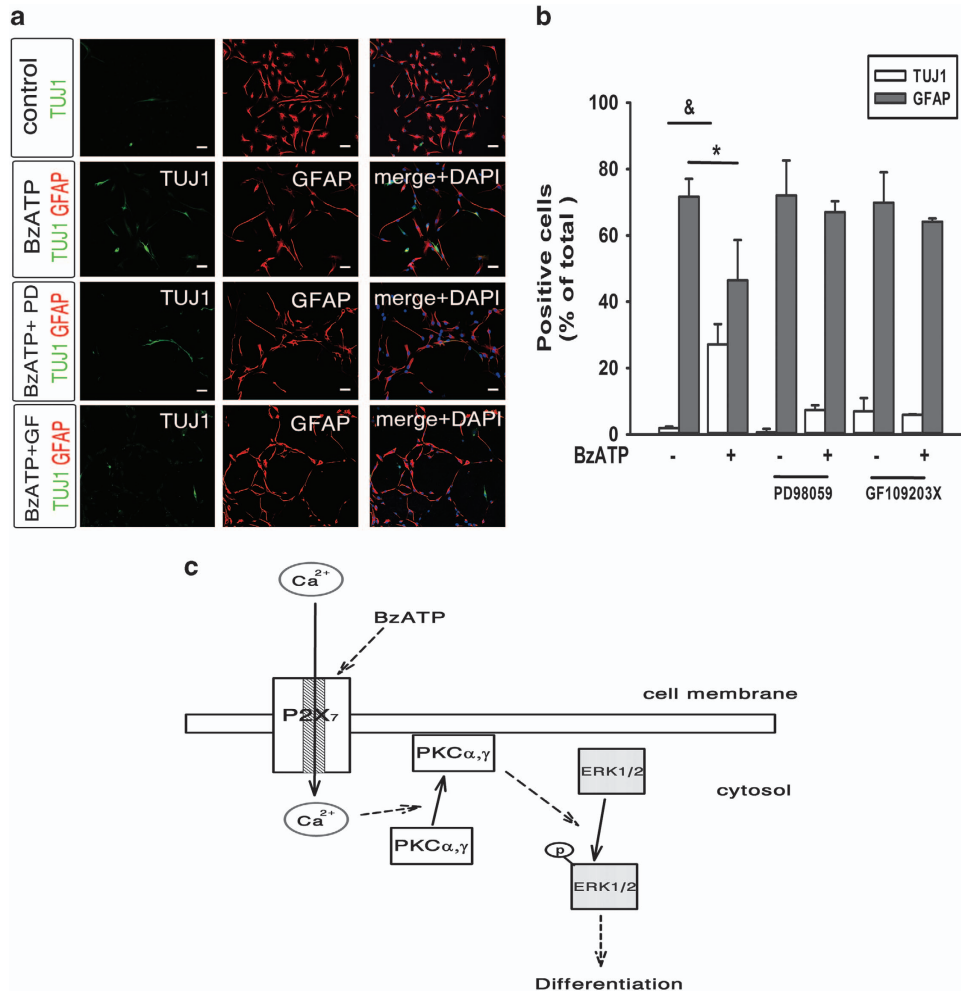 a
control
TUJ1
BzATP
TUJ1 GFAP
TUJ1
GFAP
merge+DAPI
BzATP+ PD
TUJ1 GFAP
TUJ1
GFAP
merge+DAPI
BzATP+GF
TUJ1 GFAP
TUJ1
GFAP
merge+DAPI
b
TUJ1
GFAP
Positive cells
(% of total )
100
80
60
40
20
0
&
*
BzATP - + - + - +
PD98059 GF109203X
c
Ca2+
BzATP
P2X7
cell membrane
PKCα,γ
ERK1/2
cytosol
Ca2+
PKCα,γ
p
ERK1/2
Differentiation